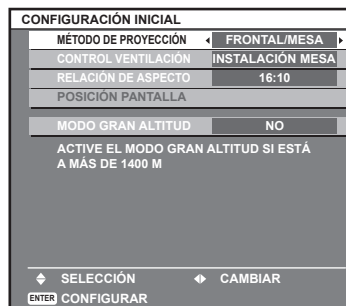 CONFIGURACIÓN INICIAL
MÉTODO DE PROYECCIÓN FRONTAL/MESA
CONTROL VENTILACIÓN INSTALACIÓN MESA
RELACIÓN DE ASPECTO 16:10
POSICIÓN PANTALLA
MODO GRAN ALTITUD NO
ACTIVE EL MODO GRAN ALTITUD SI ESTÁ
A MÁS DE 1400 M
SELECCIÓN CAMBIAR
ENTER CONFIGURAR